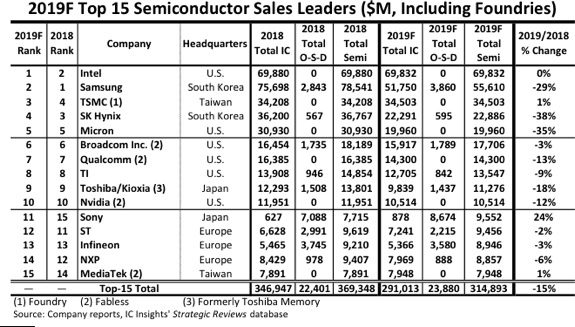 2019F Top 15 Semiconductor Sales Leaders ($M, Including Foundries)
2019F Rank 2018 Rank Company Headquarters 2018 Total IC 2018 Total O-S-D 2018 Total Semi 2019F Total IC 2019F Total O-S-D 2019F Total Semi 2019/2018 % Change
1 2 Intel U.S. 69,880 0 69,880 69,832 0 69,832 0%
2 1 Samsung South Korea 75,698 2,843 78,541 51,750 3,860 55,610 -29%
3 4 TSMC (1) Taiwan 34,208 0 34,208 34,503 0 34,503 1%
4 3 SK Hynix South Korea 36,200 567 36,767 22,291 595 22,886 -38%
5 5 Micron U.S. 30,930 0 30,930 19,960 0 19,960 -35%
6 6 Broadcom Inc. (2) U.S. 16,454 1,735 18,189 15,917 1,789 17,706 -3%
7 7 Qualcomm (2) U.S. 16,385 0 16,385 14,300 0 14,300 -13%
8 8 TI U.S. 13,908 946 14,854 12,705 842 13,547 -9%
9 9 Toshiba/Kioxia (3) Japan 12,293 1,508 13,801 9,839 1,437 11,276 -18%
10 10 Nvidia (2) U.S. 11,951 0 11,951 10,514 0 10,514 -12%
11 15 Sony Japan 627 7,088 7,715 878 8,674 9,552 24%
12 11 ST Europe 6,628 2,991 9,619 7,241 2,215 9,456 -2%
13 13 Infineon Europe 5,465 3,745 9,210 5,366 3,580 8,946 -3%
14 12 NXP Europe 8,429 978 9,407 7,969 888 8,857 -6%
15 14 MediaTek (2) Taiwan 7,891 0 7,891 7,948 0 7,948 1%
— — Top-15 Total 346,947 22,401 369,348 291,013 23,880 314,893 -15%
(1) Foundry (2) Fabless (3) Formerly Toshiba Memory
Source: Company reports, IC Insights' Strategic Reviews database